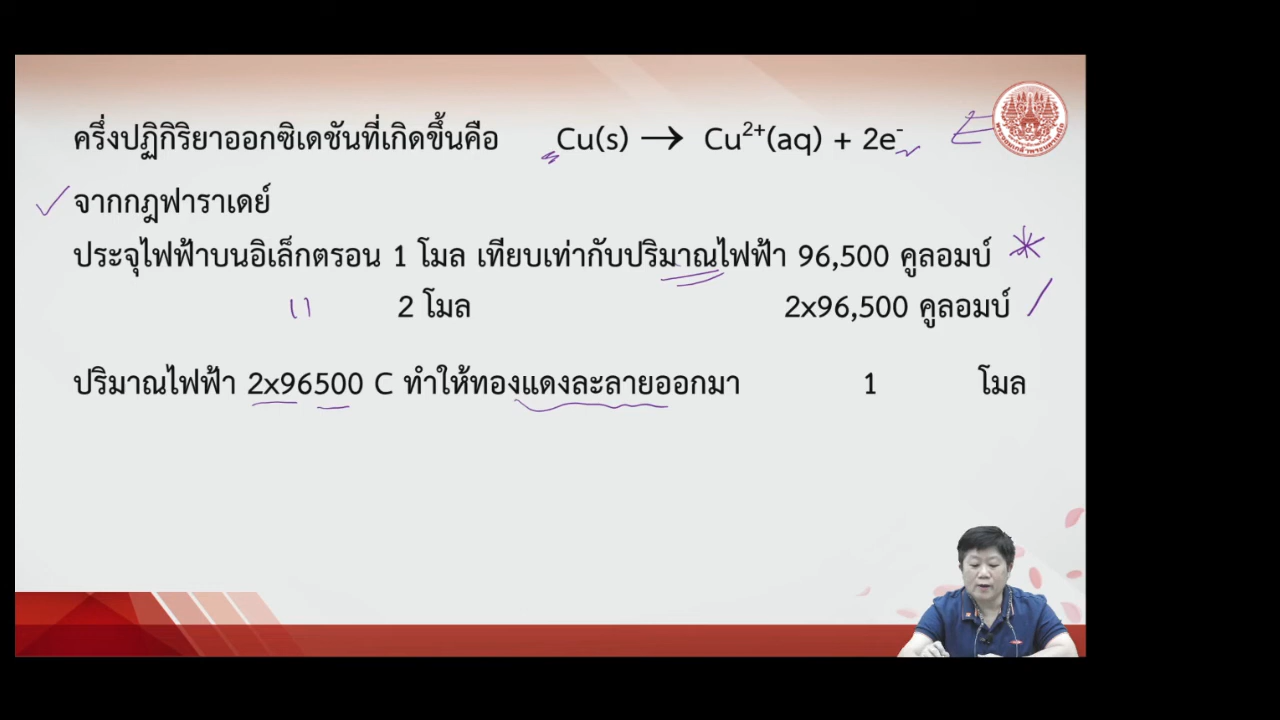 ครึ่งปฏิกิริยาออกซิเดชันที่เกิดขึ้นคือ Cu(s) → Cu²⁺(aq) + 2e⁻
จากกฎฟาราเดย์
ประจุไฟฟ้าบนอิเล็กตรอน 1 โมล เทียบเท่ากับปริมาณไฟฟ้า 96,500 คูลอมบ์
2 โมล 2x96,500 คูลอมบ์
ปริมาณไฟฟ้า 2x96500 C ทำให้ทองแดงละลายออกมา 1 โมล